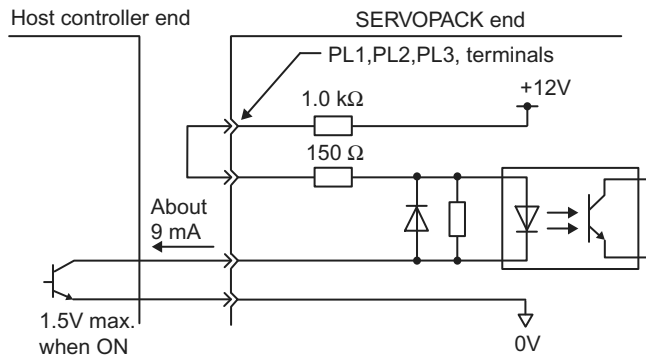 Host controller end
SERVOPACK end
PL1,PL2,PL3, terminals
1.0 kΩ
+12V
150 Ω
About
9 mA
1.5V max.
when ON
0V